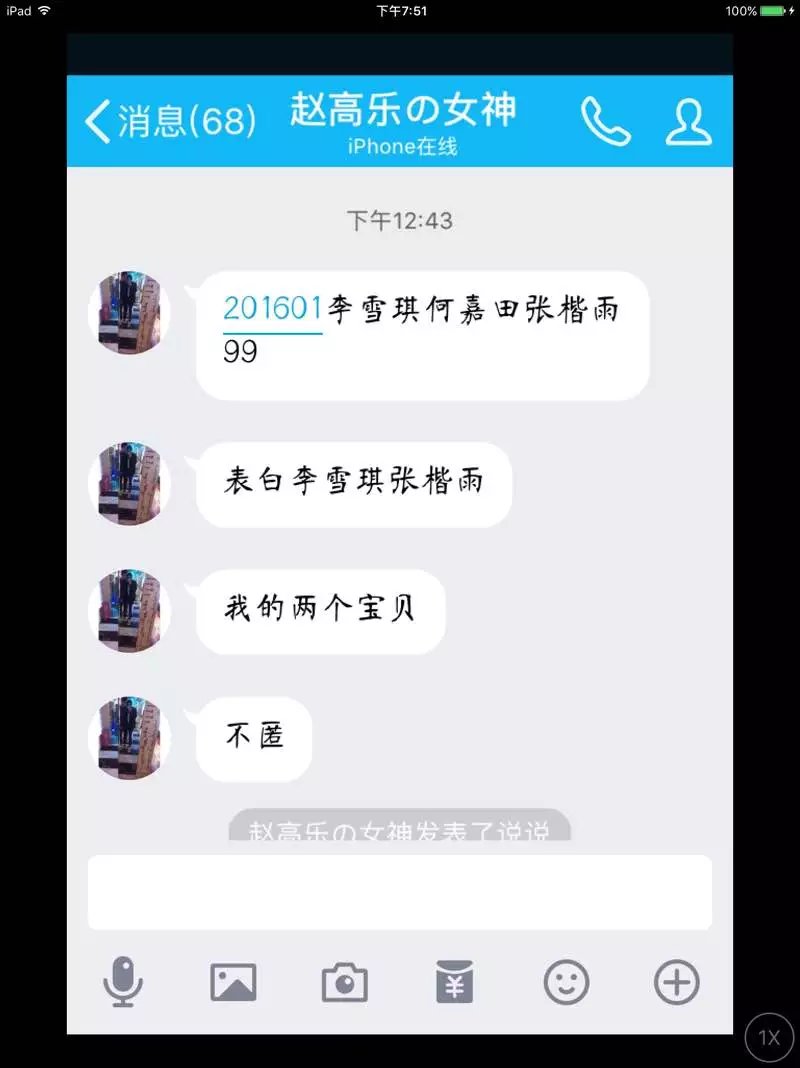 iPad 下午7:51 100%
消息(68) 赵高乐の女神
iPhone在线
下午12:43
201601李雪琪何嘉田张楷雨
99
表白李雪琪张楷雨
我的两个宝贝
不匿
赵高乐の女神发表了说说
1X